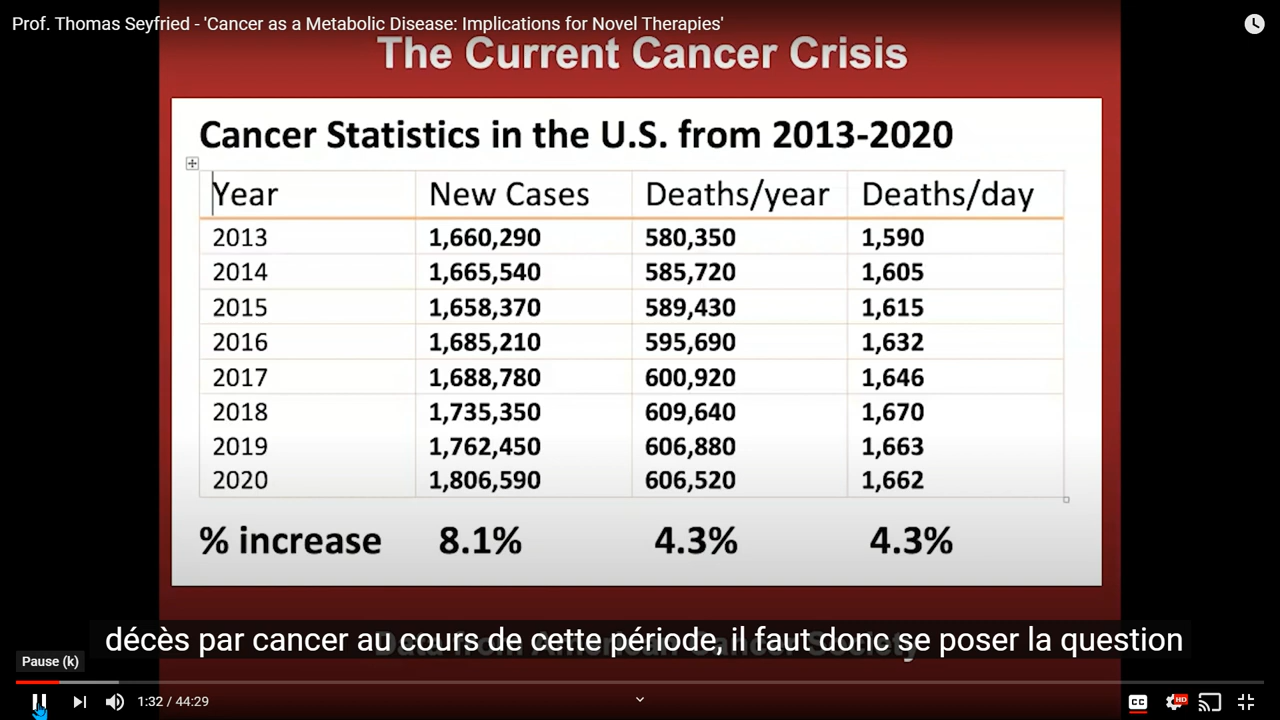 Prof. Thomas Seyfried - 'Cancer as a Metabolic Disease: Implications for Novel Therapies'
The Current Cancer Crisis
Cancer Statistics in the U.S. from 2013-2020
Year New Cases Deaths/year Deaths/day
2013 1,660,290 580,350 1,590
2014 1,665,540 585,720 1,605
2015 1,658,370 589,430 1,615
2016 1,685,210 595,690 1,632
2017 1,688,780 600,920 1,646
2018 1,735,350 609,640 1,670
2019 1,762,450 606,880 1,663
2020 1,806,590 606,520 1,662
% increase 8.1% 4.3% 4.3%
décès par cancer au cours de cette période, il faut donc se poser la question
Pause (k)
1:32 / 44:29
CC
HD